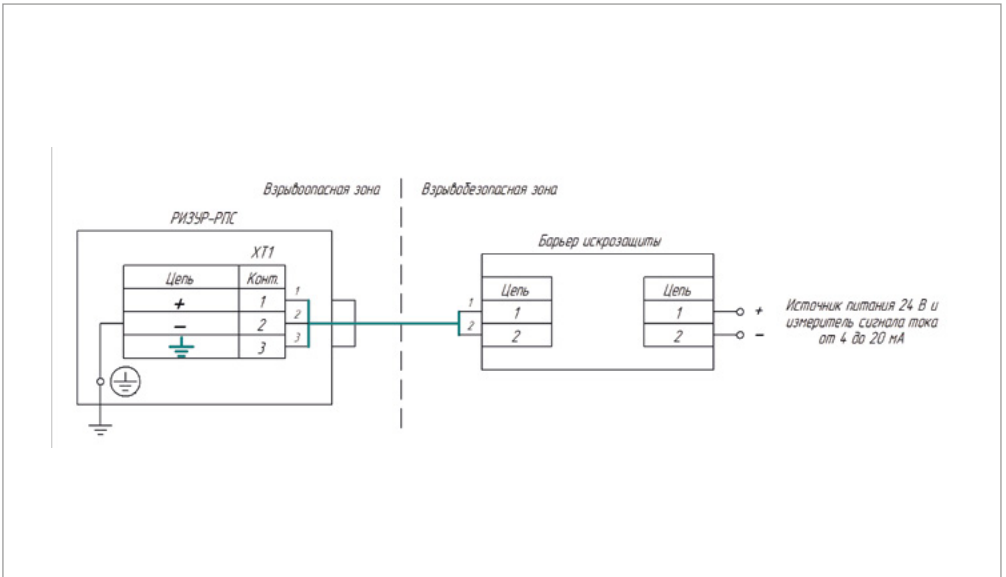 Взрывоопасная зона
Взрывобезопасная зона
РИЗУР-РПС
XT1
Цепь Конт.
+ 1
− 2
3
1
2
3
Барьер искрозащиты
1
2
Цепь
1
2
Цепь
1
2
+
−
Источник питания 24 В и
измеритель сигнала тока
от 4 до 20 мА